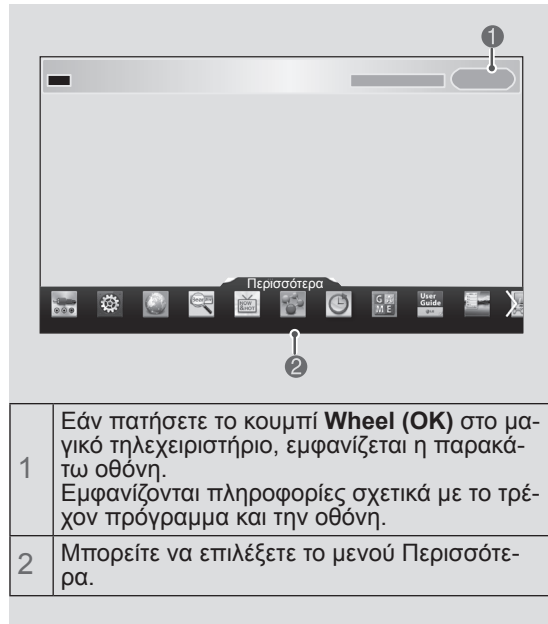 1
Περισσότερα
NOW
&HOT
G
M E
User
Guide
2
1
Εάν πατήσετε το κουμπί Wheel (OK) στο μα-
γικό τηλεχειριστήριο, εμφανίζεται η παρακά-
τω οθόνη.
Εμφανίζονται πληροφορίες σχετικά με το τρέ-
χον πρόγραμμα και την οθόνη.
2
Μπορείτε να επιλέξετε το μενού Περισσότε-
ρα.